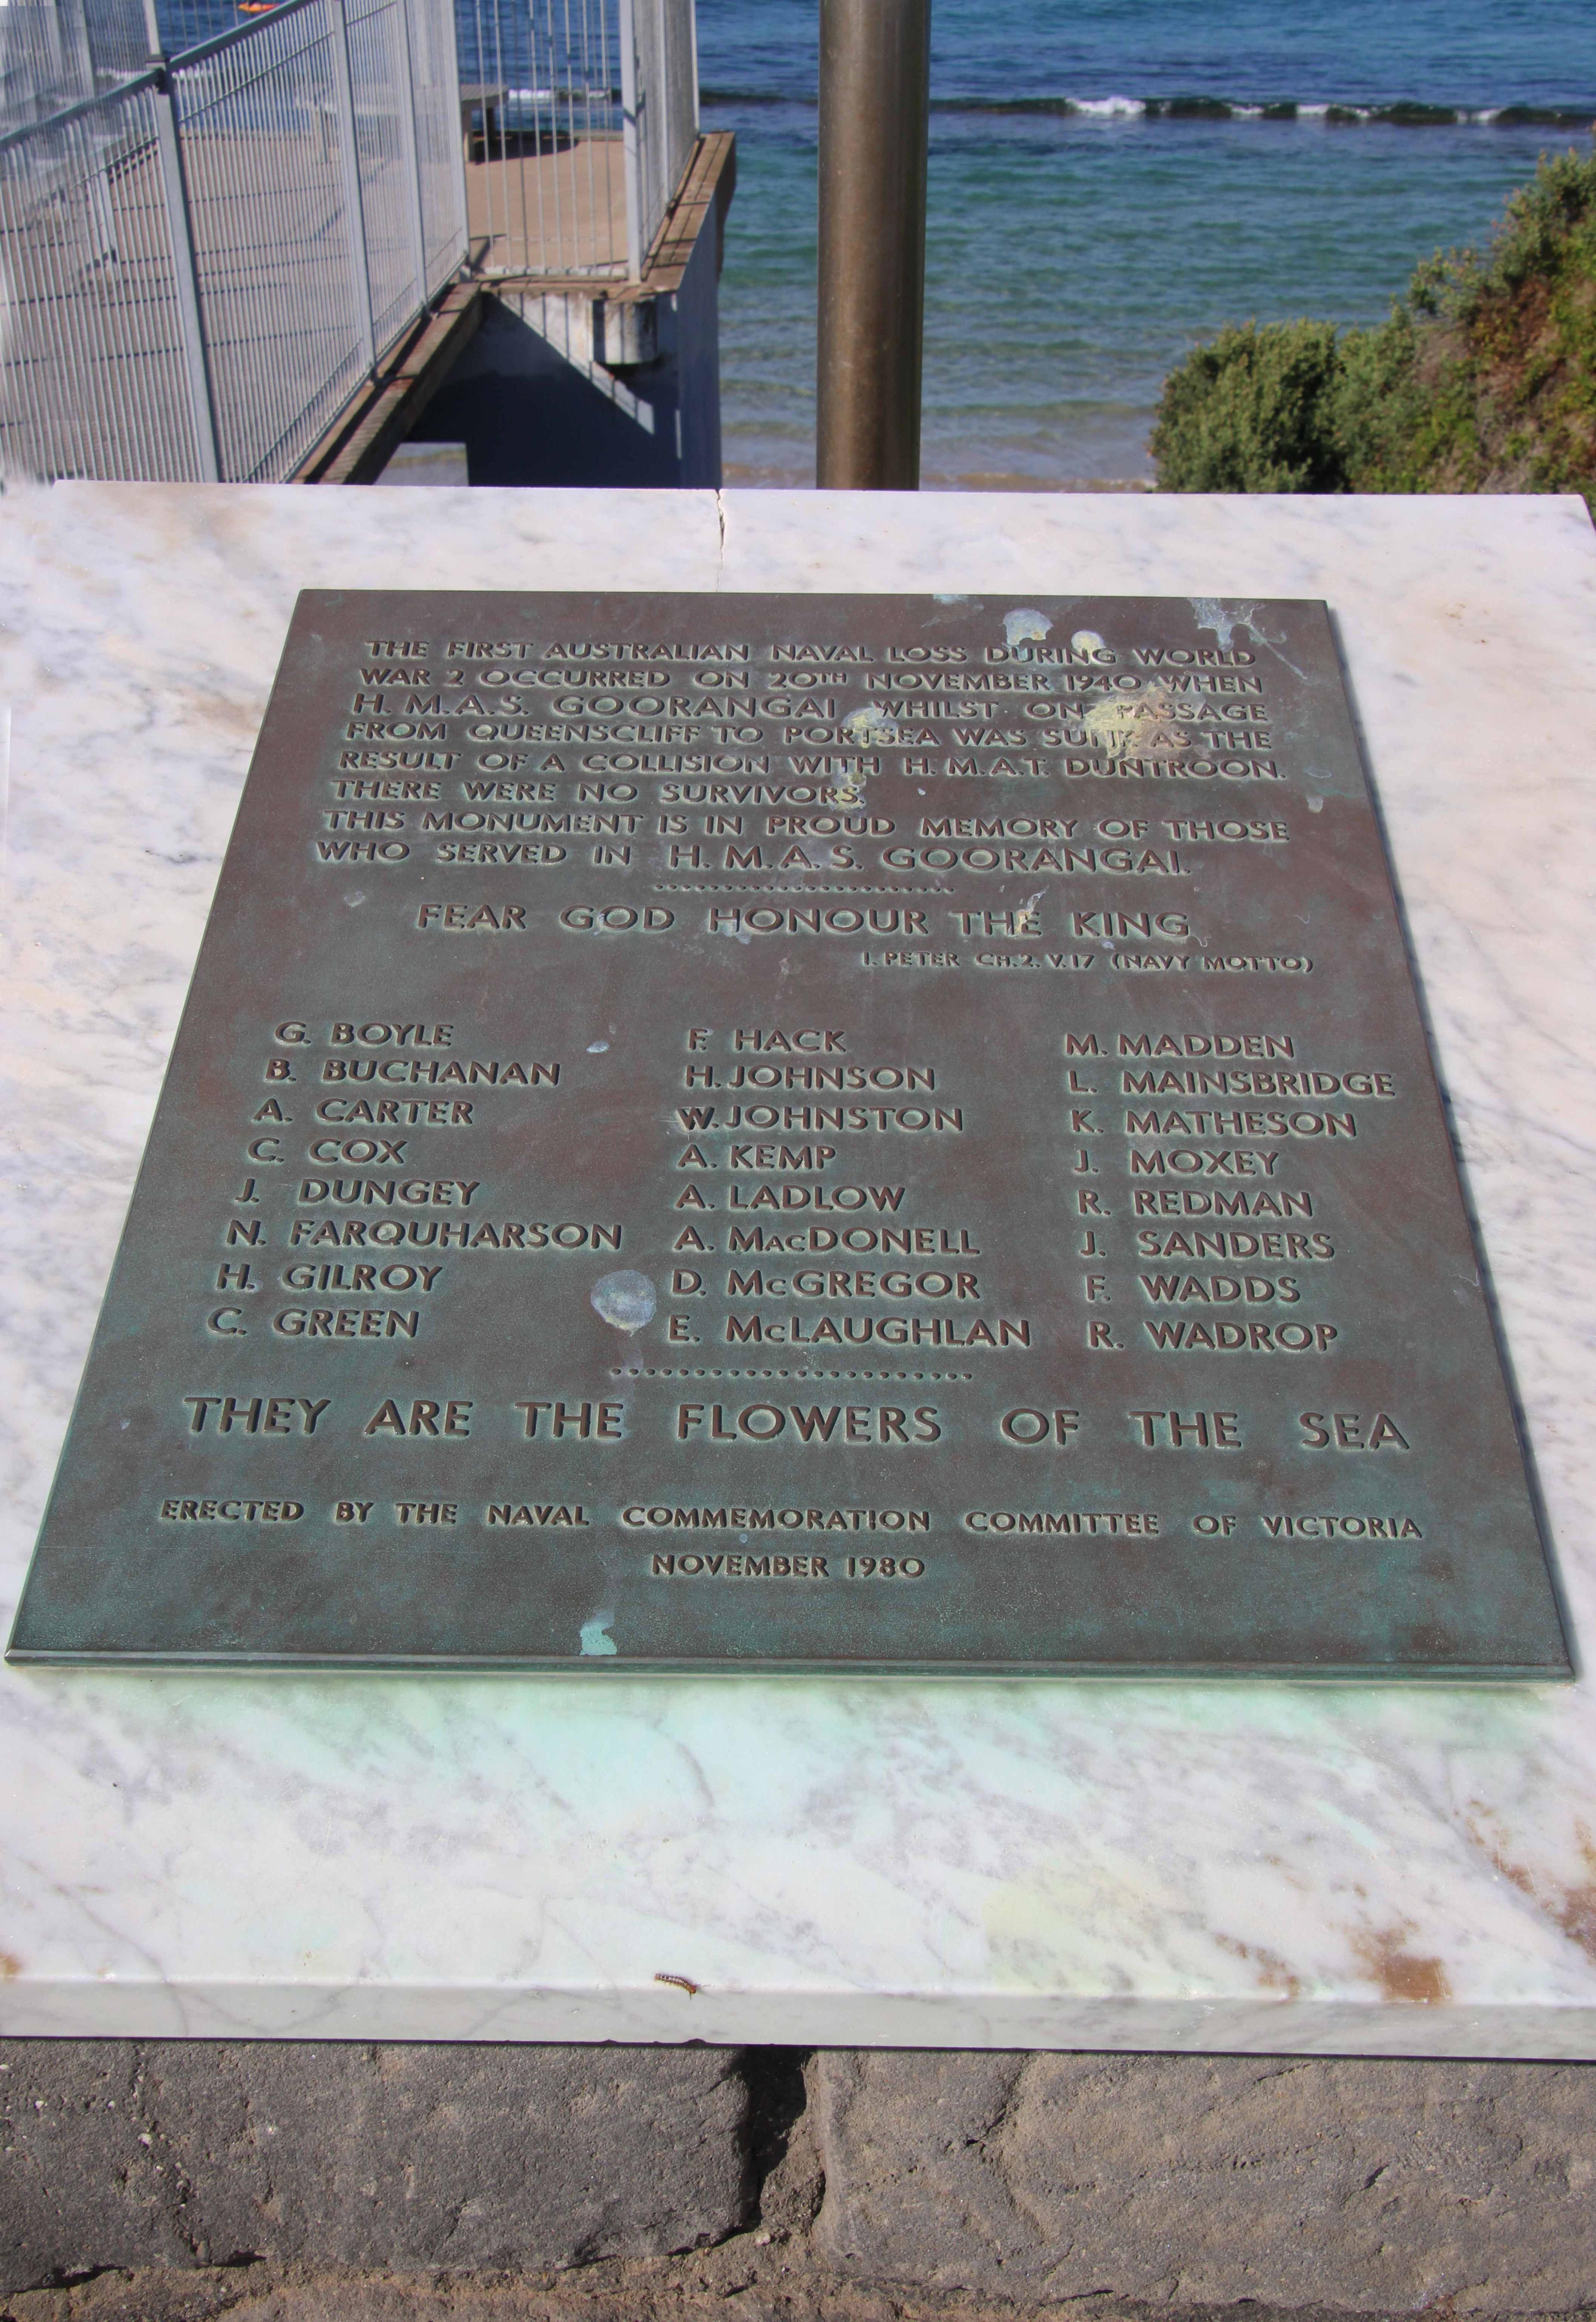 THE FIRST AUSTRALIAN NAVAL LOSS DURING WORLD
WAR 2 OCCURRED ON 20TH NOVEMBER 1940 WHEN
H.M.A.S. GOORANGAI WHILST ON PASSAGE
FROM QUEENSCLIFF TO PORTSEA WAS SUNK AS THE
RESULT OF A COLLISION WITH H.M.A.T. DUNTROON.
THERE WERE NO SURVIVORS.
THIS MONUMENT IS IN PROUD MEMORY OF THOSE
WHO SERVED IN H.M.A.S. GOORANGAI.
FEAR GOD HONOUR THE KING
I. PETER CH.2. V.17 (NAVY MOTTO)
G. BOYLE
B. BUCHANAN
A. CARTER
C. COX
J. DUNGEY
N. FARQUHARSON
H. GILROY
C. GREEN
F. HACK
H. JOHNSON
W. JOHNSTON
A. KEMP
A. LADLOW
A. MacDONELL
D. McGREGOR
E. McLAUGHLAN
M. MADDEN
L. MAINSBRIDGE
K. MATHESON
J. MOXEY
R. REDMAN
J. SANDERS
F. WADDS
R. WADROP
THEY ARE THE FLOWERS OF THE SEA
ERECTED BY THE NAVAL COMMEMORATION COMMITTEE OF VICTORIA
NOVEMBER 1980